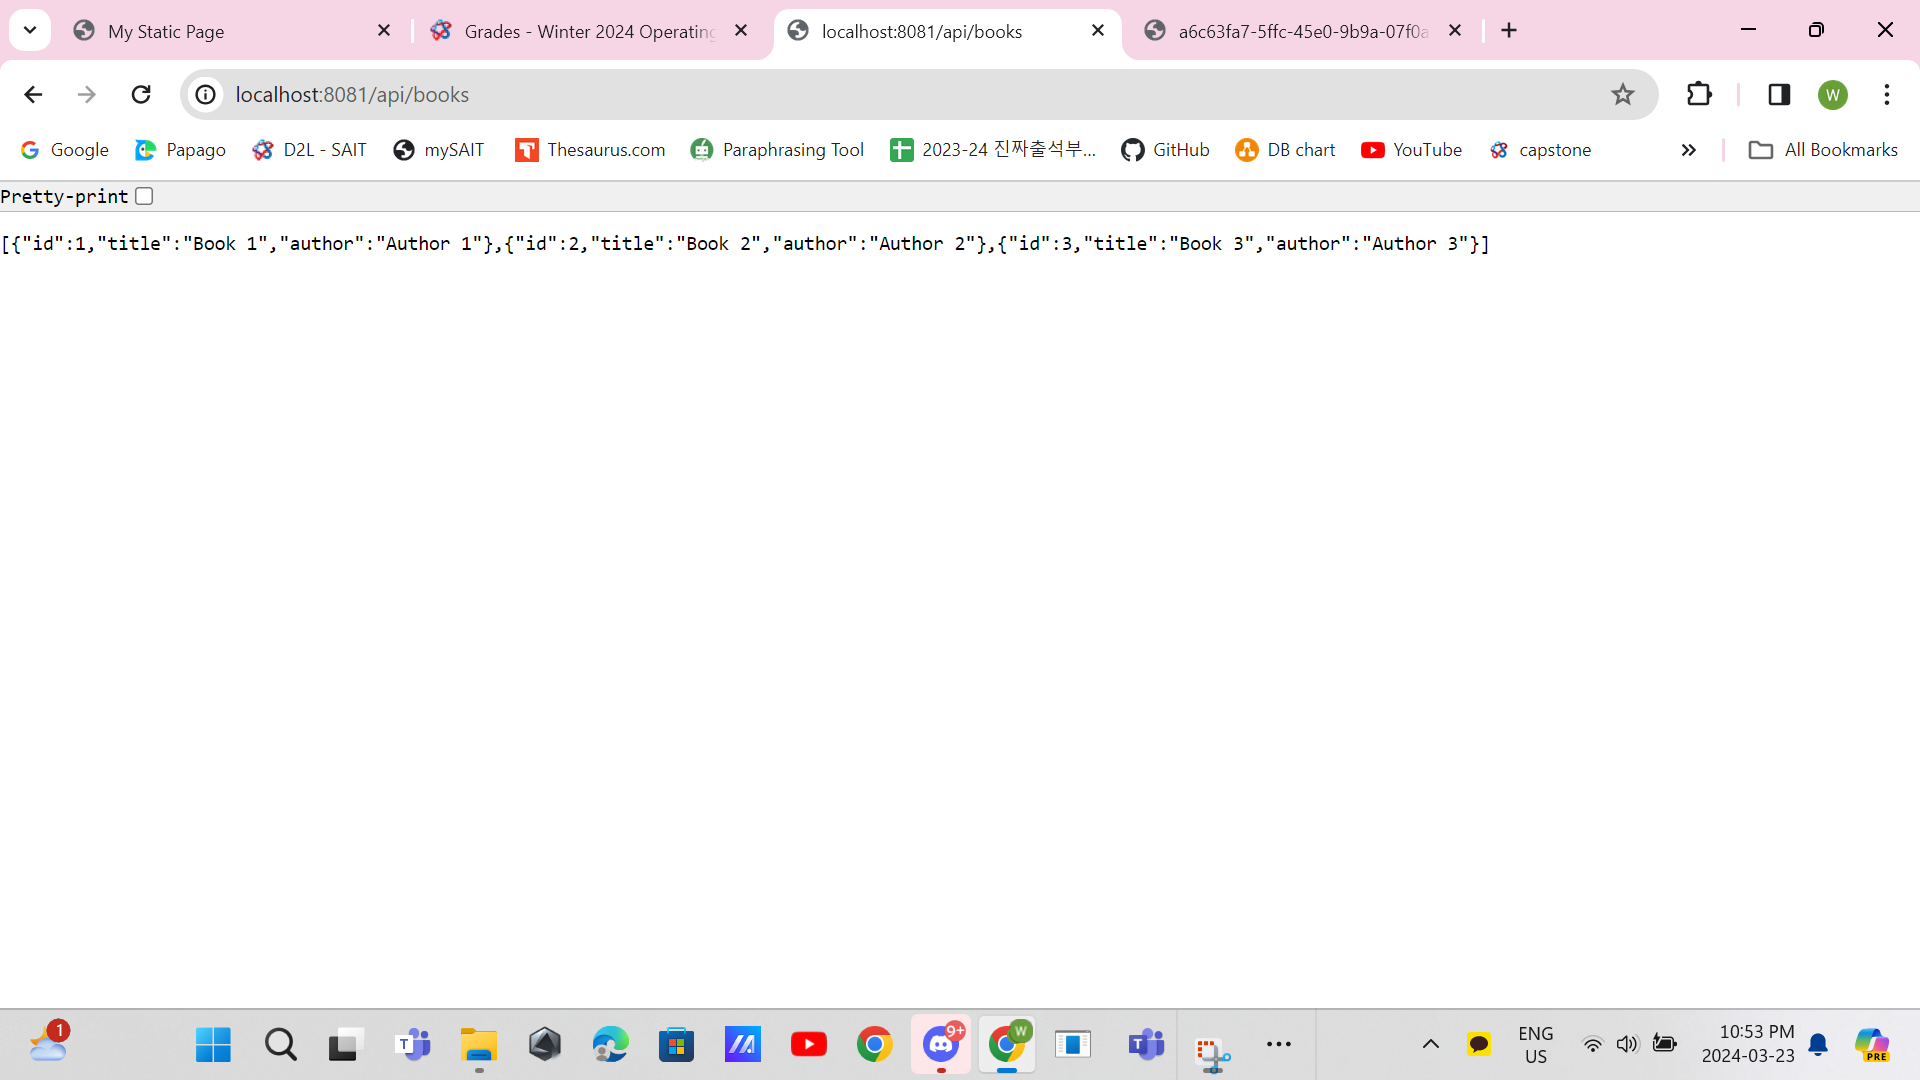 My Static Page
Grades - Winter 2024 Operating
localhost:8081/api/books
a6c63fa7-5ffc-45e0-9b9a-07f0a
localhost:8081/api/books
W
Google
Papago
D2L - SAIT
mySAIT
Thesaurus.com
Paraphrasing Tool
2023-24 진짜출석부...
GitHub
DB chart
YouTube
capstone
All Bookmarks
Pretty-print
[{"id":1,"title":"Book 1","author":"Author 1"},{"id":2,"title":"Book 2","author":"Author 2"},{"id":3,"title":"Book 3","author":"Author 3"}]
1
9+
W
ENG
US
10:53 PM
2024-03-23
PRE